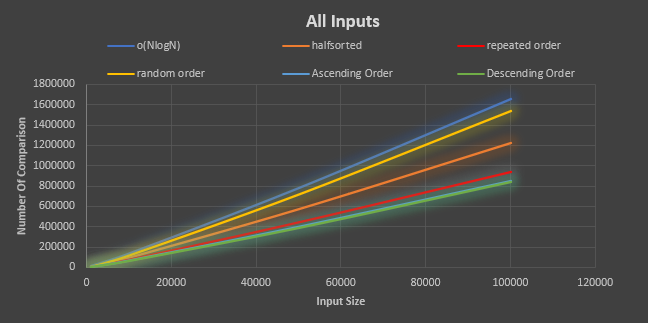 All Inputs
o(NlogN) halfsorted repeated order
random order Ascending Order Descending Order
Number Of Comparison
1800000
1600000
1400000
1200000
1000000
800000
600000
400000
200000
0
0 20000 40000 60000 80000 100000 120000
Input Size